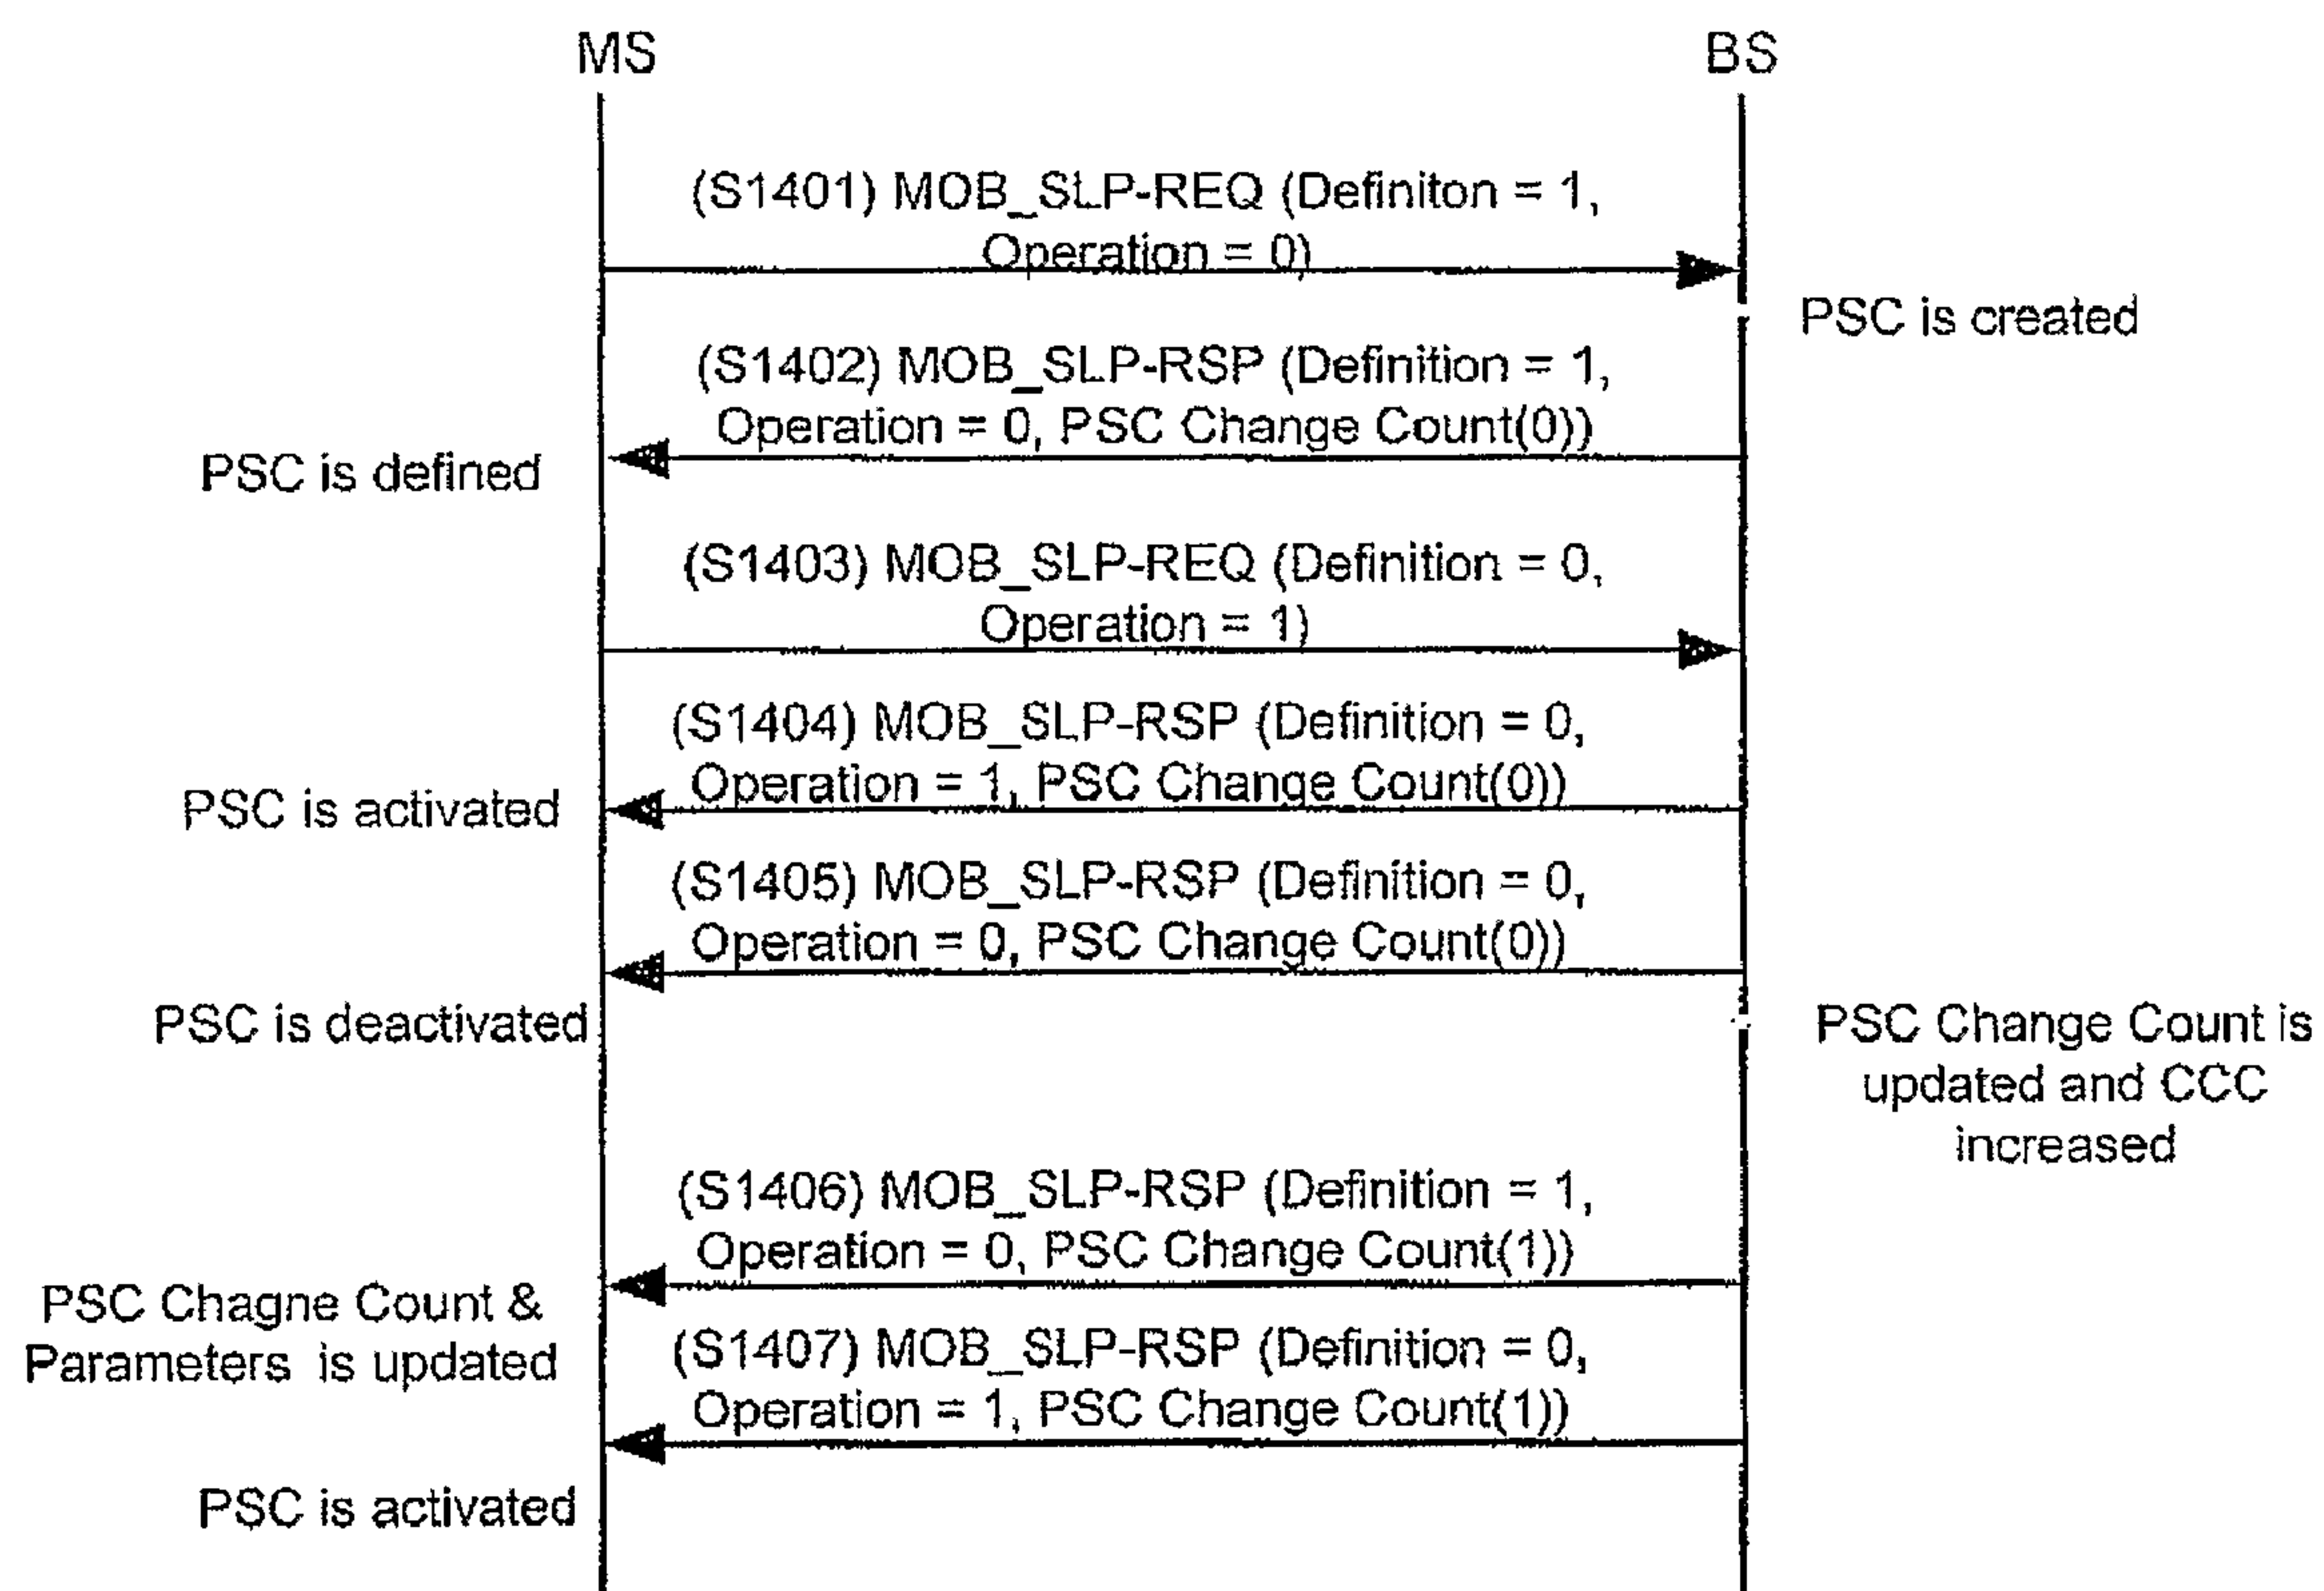 MS
BS
(S1401) MOB_SLP-REQ (Definiton = 1,
Operation = 0)
PSC is created
(S1402) MOB_SLP-RSP (Definition = 1,
Operation = 0, PSC Change Count(0))
PSC is defined
(S1403) MOB_SLP-REQ (Definition = 0,
Operation = 1)
(S1404) MOB_SLP-RSP (Definition = 0,
Operation = 1, PSC Change Count(0))
PSC is activated
(S1405) MOB_SLP-RSP (Definition = 0,
Operation = 0, PSC Change Count(0))
PSC is deactivated
PSC Change Count is
updated and CCC
increased
(S1406) MOB_SLP-RSP (Definition = 1,
Operation = 0, PSC Change Count(1))
PSC Chagne Count &
Parameters is updated
(S1407) MOB_SLP-RSP (Definition = 0,
Operation = 1, PSC Change Count(1))
PSC is activated